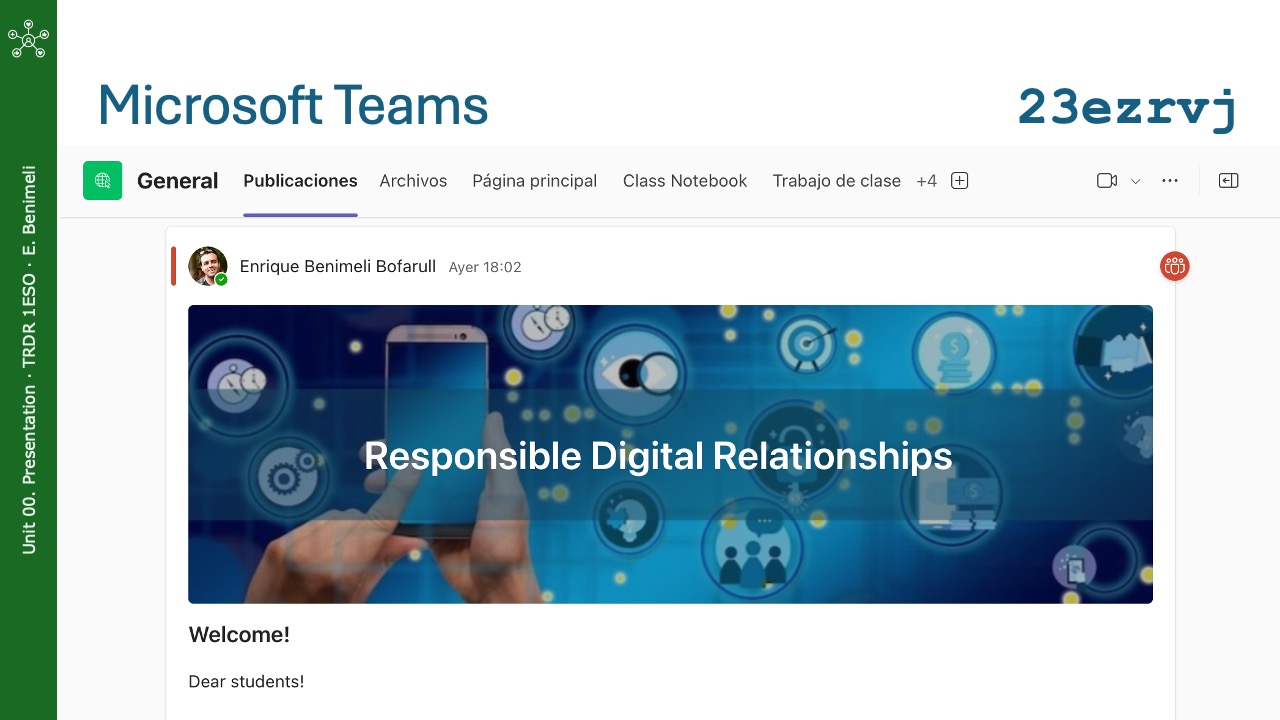 Unit 00. Presentation · TRDR 1ESO · E. Benimeli
Microsoft Teams
23ezrvj
General Publicaciones Archivos Página principal Class Notebook Trabajo de clase +4
Enrique Benimeli Bofarull Ayer 18:02
Responsible Digital Relationships
Welcome!
Dear students!